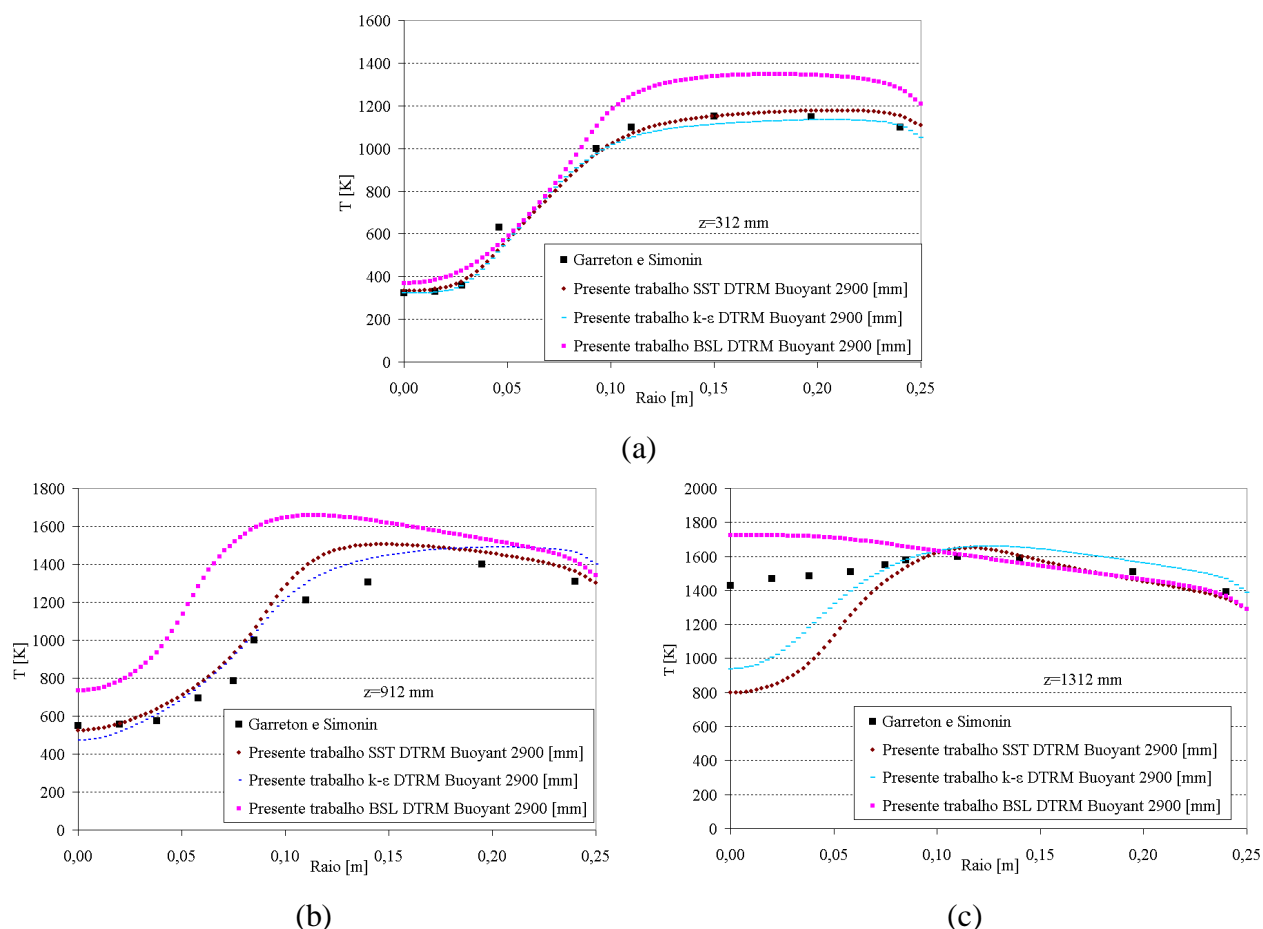 1600
1400
1200
1000
800
600
400
200
0
T [K]
z=312 mm
Garreton e Simonin
Presente trabalho SST DTRM Buoyant 2900 [mm]
Presente trabalho k-ε DTRM Buoyant 2900 [mm]
Presente trabalho BSL DTRM Buoyant 2900 [mm]
0,00 0,05 0,10 0,15 0,20 0,25
Raio [m]
(a)
1800
1600
1400
1200
1000
800
600
400
200
0
T [K]
z=912 mm
Garreton e Simonin
Presente trabalho SST DTRM Buoyant 2900 [mm]
Presente trabalho k-ε DTRM Buoyant 2900 [mm]
Presente trabalho BSL DTRM Buoyant 2900 [mm]
0,00 0,05 0,10 0,15 0,20 0,25
Raio [m]
(b)
2000
1800
1600
1400
1200
1000
800
600
400
200
0
T [K]
z=1312 mm
Garreton e Simonin
Presente trabalho SST DTRM Buoyant 2900 [mm]
Presente trabalho k-ε DTRM Buoyant 2900 [mm]
Presente trabalho BSL DTRM Buoyant 2900 [mm]
0,00 0,05 0,10 0,15 0,20 0,25
Raio [m]
(c)